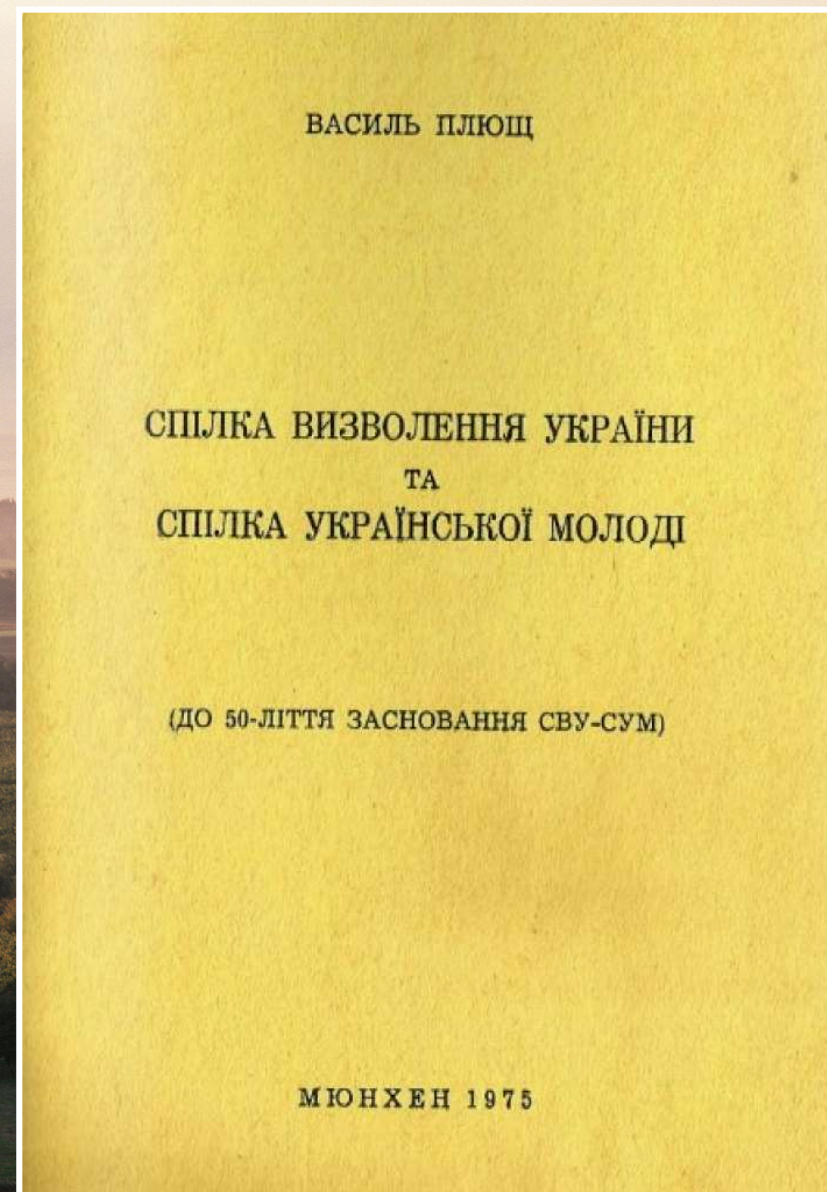 ВАСИЛЬ ПЛЮЩ
СПІЛКА ВИЗВОЛЕННЯ УКРАЇНИ
ТА
СПІЛКА УКРАЇНСЬКОЇ МОЛОДІ
(ДО 50-ЛІТТЯ ЗАСНОВАННЯ СВУ-СУМ)
МЮНХЕН 1975